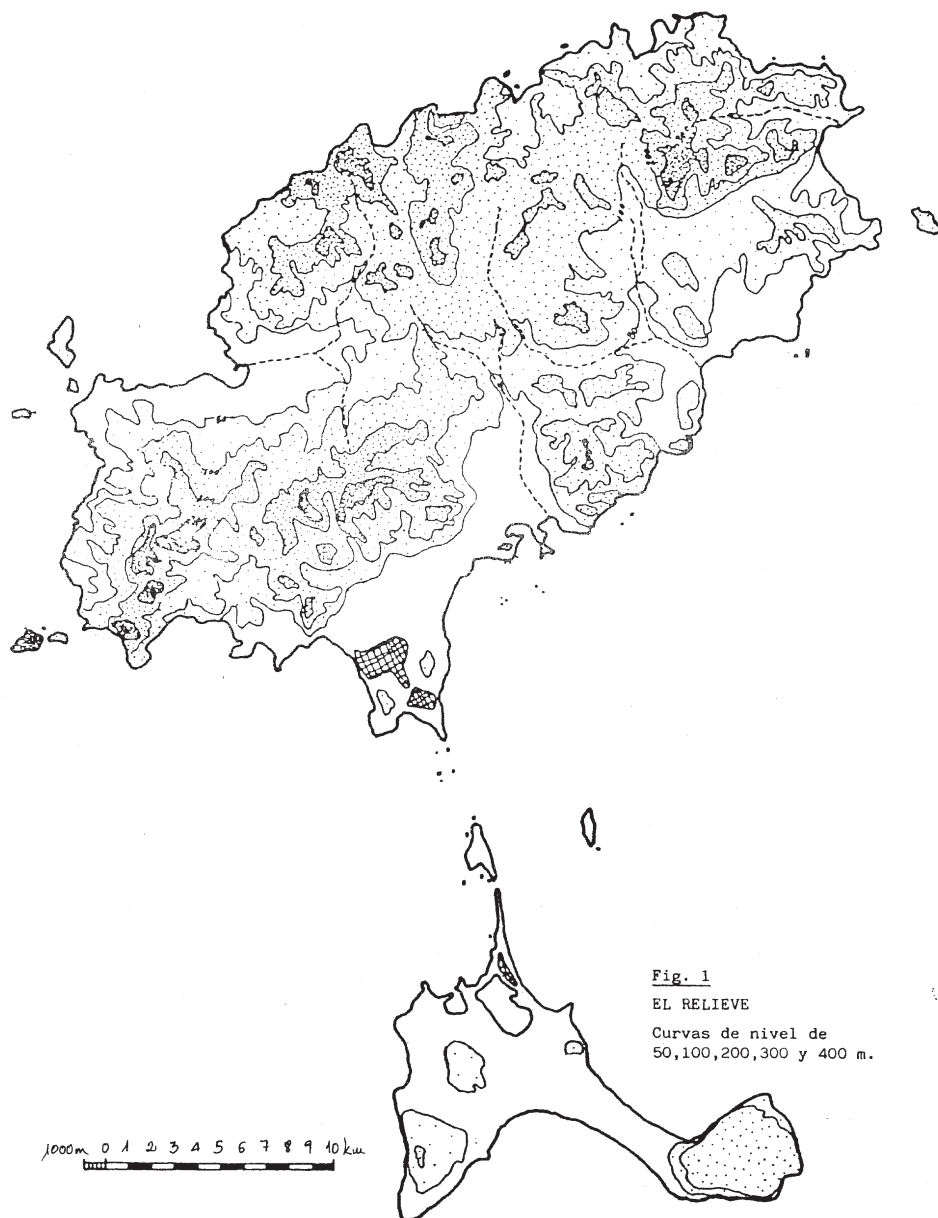 Fig. 1
EL RELIEVE
Curvas de nivel de
50,100,200,300 y 400 m.
1000m 0 1 2 3 4 5 6 7 8 9 10 km